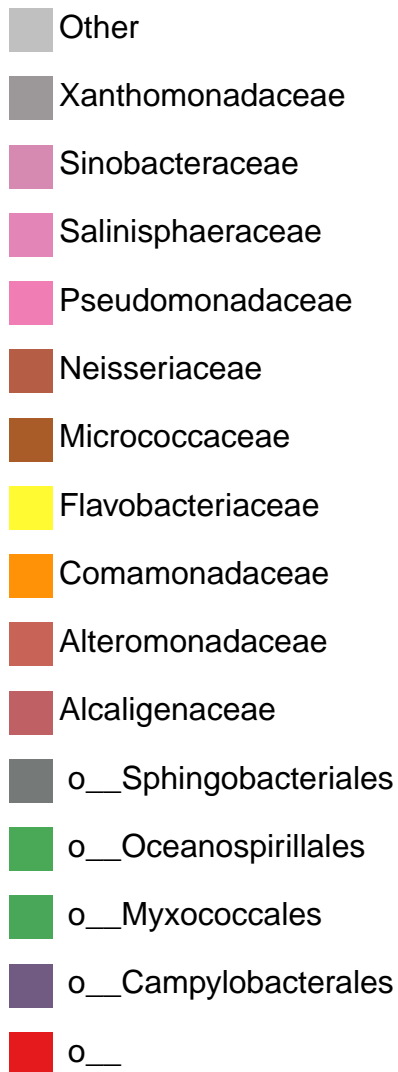 Other
Xanthomonadaceae
Sinobacteraceae
Salinisphaeraceae
Pseudomonadaceae
Neisseriaceae
Micrococcaceae
Flavobacteriaceae
Comamonadaceae
Alteromonadaceae
Alcaligenaceae
o__Sphingobacteriales
o__Oceanospirillales
o__Myxococcales
o__Campylobacterales
o__